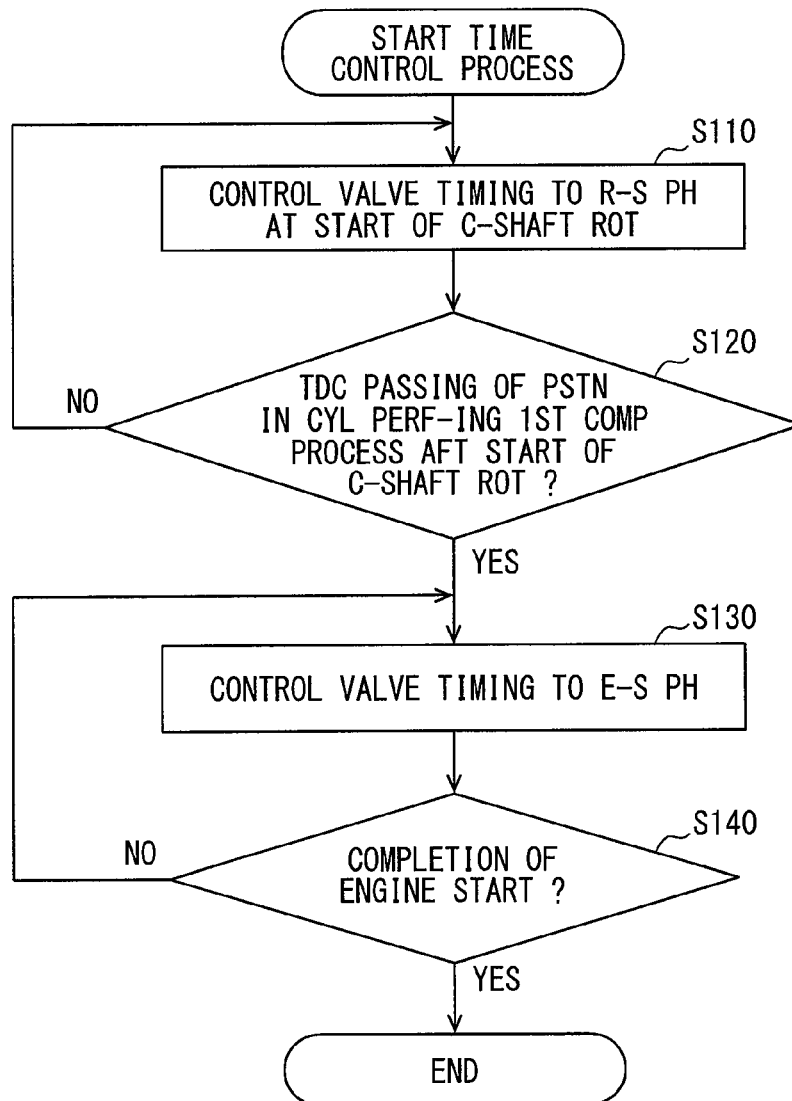 START TIME
CONTROL PROCESS
S110
CONTROL VALVE TIMING TO R-S PH
AT START OF C-SHAFT ROT
S120
TDC PASSING OF PSTN
IN CYL PERF-ING 1ST COMP
PROCESS AFT START OF
C-SHAFT ROT ?
NO
YES
S130
CONTROL VALVE TIMING TO E-S PH
S140
COMPLETION OF
ENGINE START ?
NO
YES
END